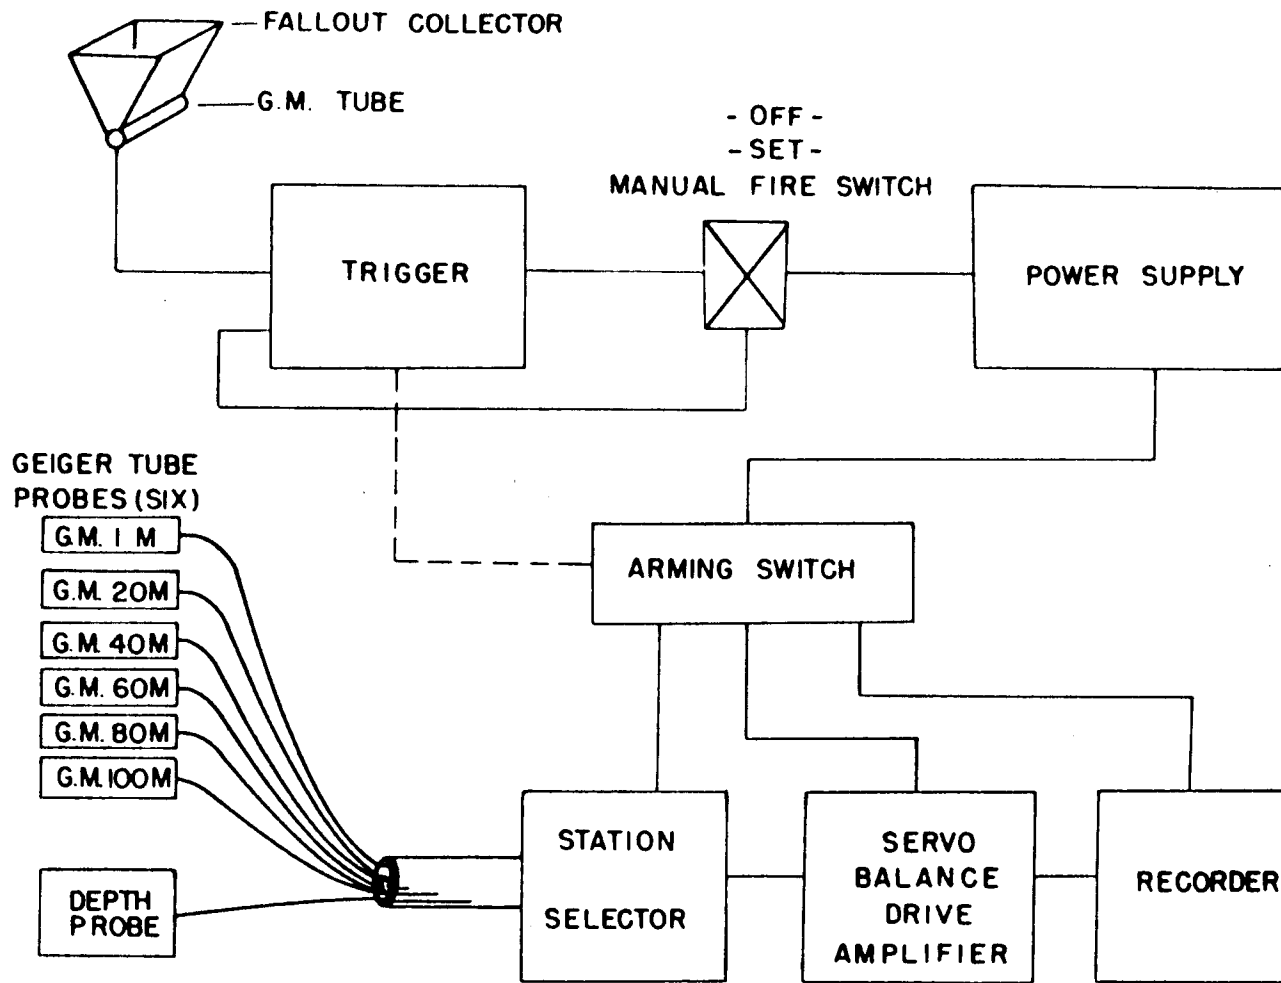 FALLOUT COLLECTOR
G.M. TUBE
- OFF -
- SET -
MANUAL FIRE SWITCH
TRIGGER
POWER SUPPLY
GEIGER TUBE
PROBES (SIX)
G.M. 1 M
G.M. 20M
G.M. 40M
G.M. 60M
G.M. 80M
G.M. 100M
ARMING SWITCH
DEPTH
PROBE
STATION
SELECTOR
SERVO
BALANCE
DRIVE
AMPLIFIER
RECORDER